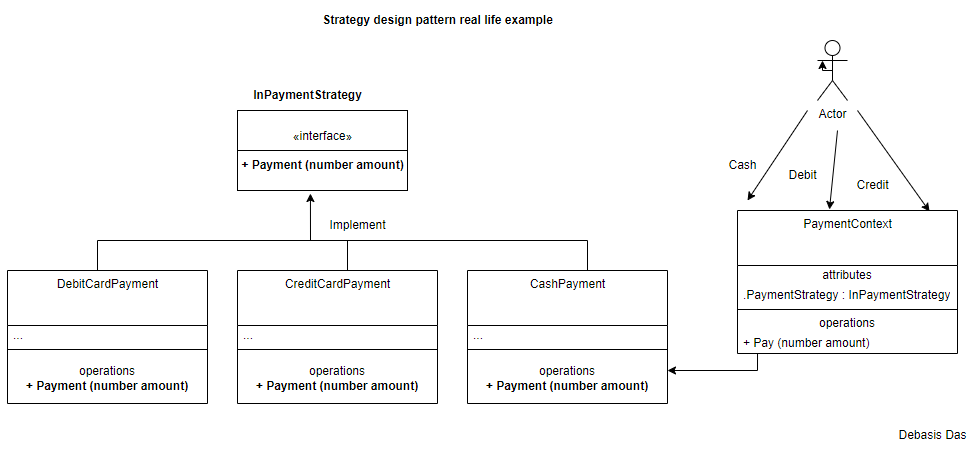 Strategy design pattern real life example
InPaymentStrategy
«interface»
+ Payment (number amount)
Implement
DebitCardPayment
...
operations
+ Payment (number amount)
CreditCardPayment
...
operations
+ Payment (number amount)
CashPayment
...
operations
+ Payment (number amount)
Actor
Cash
Debit
Credit
PaymentContext
attributes
.PaymentStrategy : InPaymentStrategy
operations
+ Pay (number amount)
Debasis Das